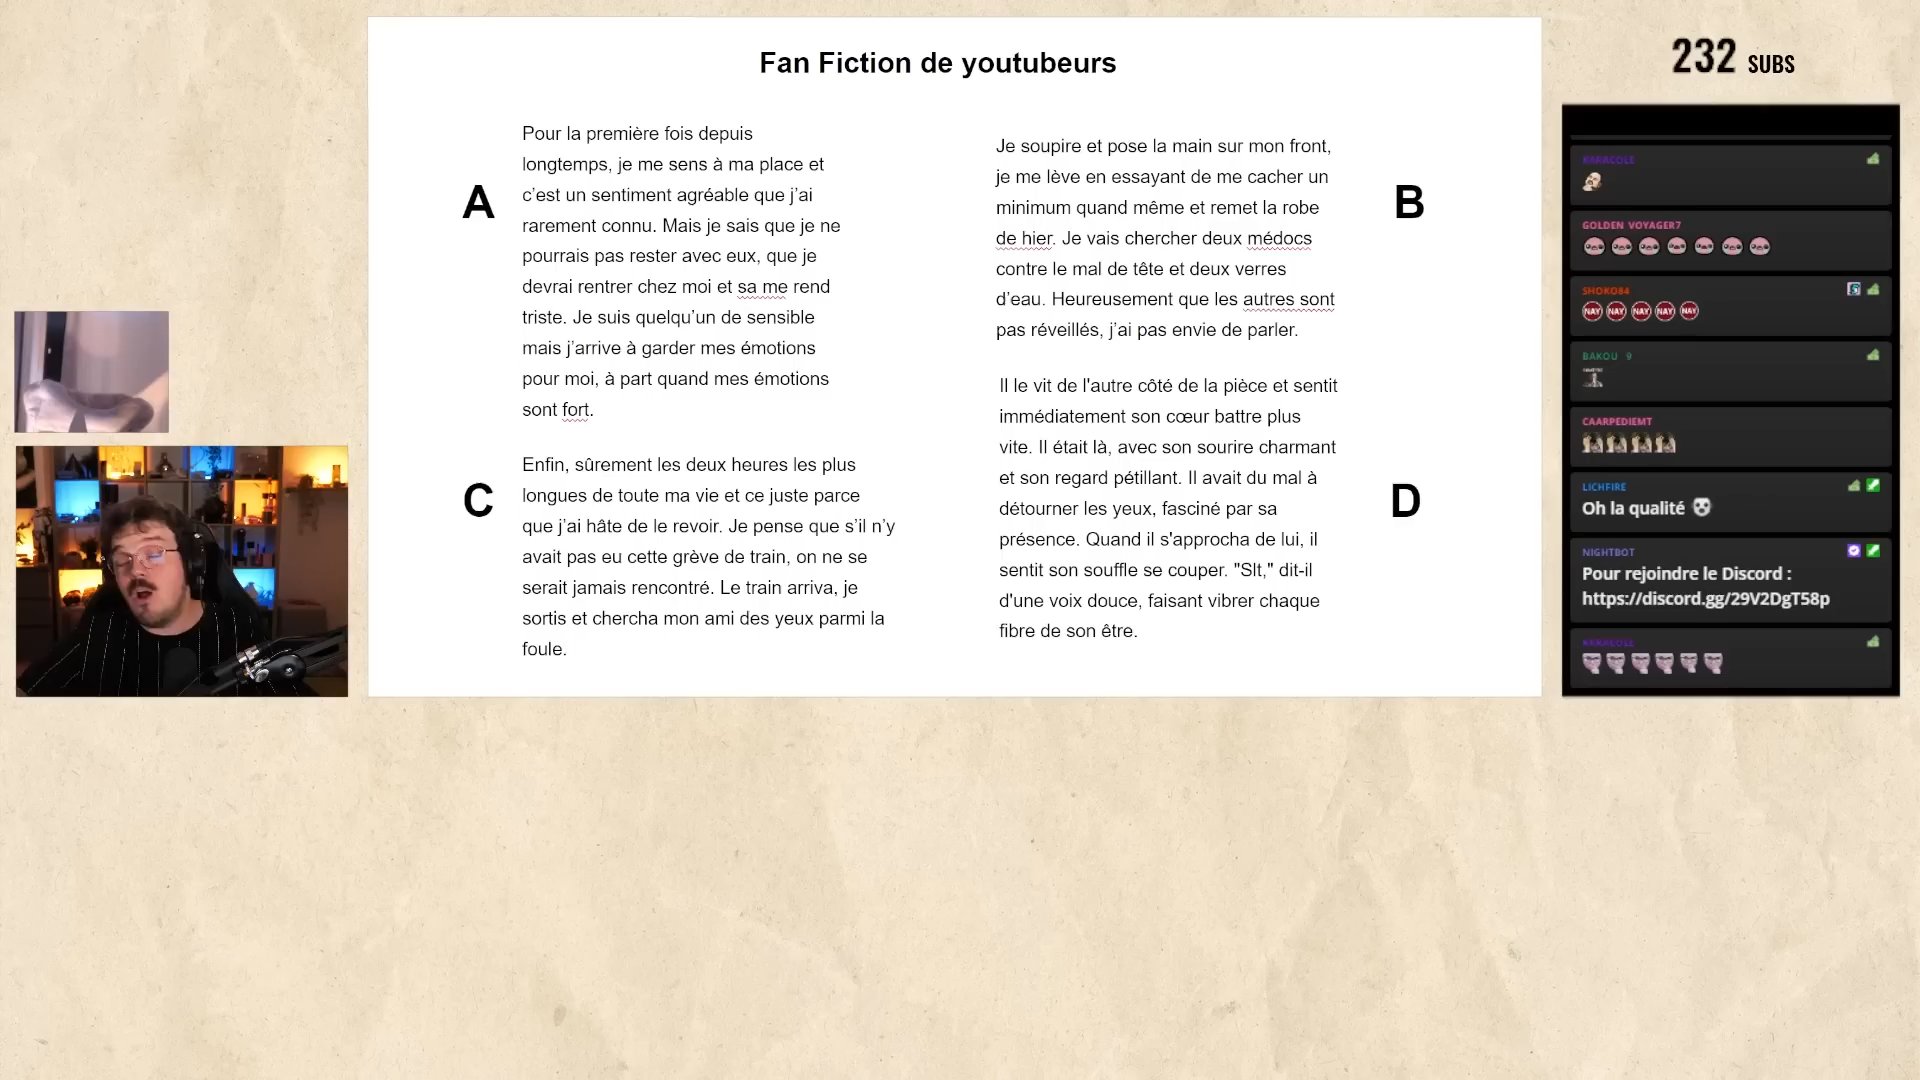 Fan Fiction de youtubeurs
A
Pour la première fois depuis
longtemps, je me sens à ma place et
c’est un sentiment agréable que j’ai
rarement connu. Mais je sais que je ne
pourrais pas rester avec eux, que je
devrai rentrer chez moi et sa me rend
triste. Je suis quelqu’un de sensible
mais j’arrive à garder mes émotions
pour moi, à part quand mes émotions
sont fort.
B
Je soupire et pose la main sur mon front,
je me lève en essayant de me cacher un
minimum quand même et remet la robe
de hier. Je vais chercher deux médocs
contre le mal de tête et deux verres
d’eau. Heureusement que les autres sont
pas réveillés, j’ai pas envie de parler.
C
Enfin, sûrement les deux heures les plus
longues de toute ma vie et ce juste parce
que j’ai hâte de le revoir. Je pense que s’il n’y
avait pas eu cette grève de train, on ne se
serait jamais rencontré. Le train arriva, je
sortis et chercha mon ami des yeux parmi la
foule.
D
Il le vit de l'autre côté de la pièce et sentit
immédiatement son cœur battre plus
vite. Il était là, avec son sourire charmant
et son regard pétillant. Il avait du mal à
détourner les yeux, fasciné par sa
présence. Quand il s'approcha de lui, il
sentit son souffle se couper. "Slt," dit-il
d'une voix douce, faisant vibrer chaque
fibre de son être.
232 SUBS
GOLDEN VOYAGER7
SHOKO84
NAY NAY NAY NAY NAY
BAKOU_9
CAARPEDIEMT
LICHFIRE
Oh la qualité
NIGHTBOT
Pour rejoindre le Discord :
https://discord.gg/29V2DgT58p